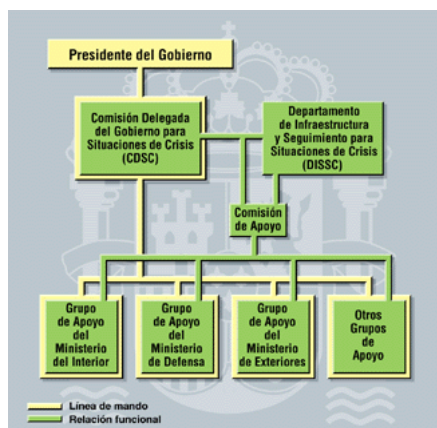 Presidente del Gobierno
Comisión Delegada
del Gobierno para
Situaciones de Crisis
(CDSC)
Departamento
de Infraestructura
y Seguimiento para
Situaciones de Crisis
(DISSC)
Comisión
de Apoyo
Grupo
de Apoyo
del
Ministerio
del Interior
Grupo
de Apoyo
del
Ministerio
de Defensa
Grupo
de Apoyo
del
Ministerio
de Exteriores
Otros
Grupos
de
Apoyo
Línea de mando
Relación funcional